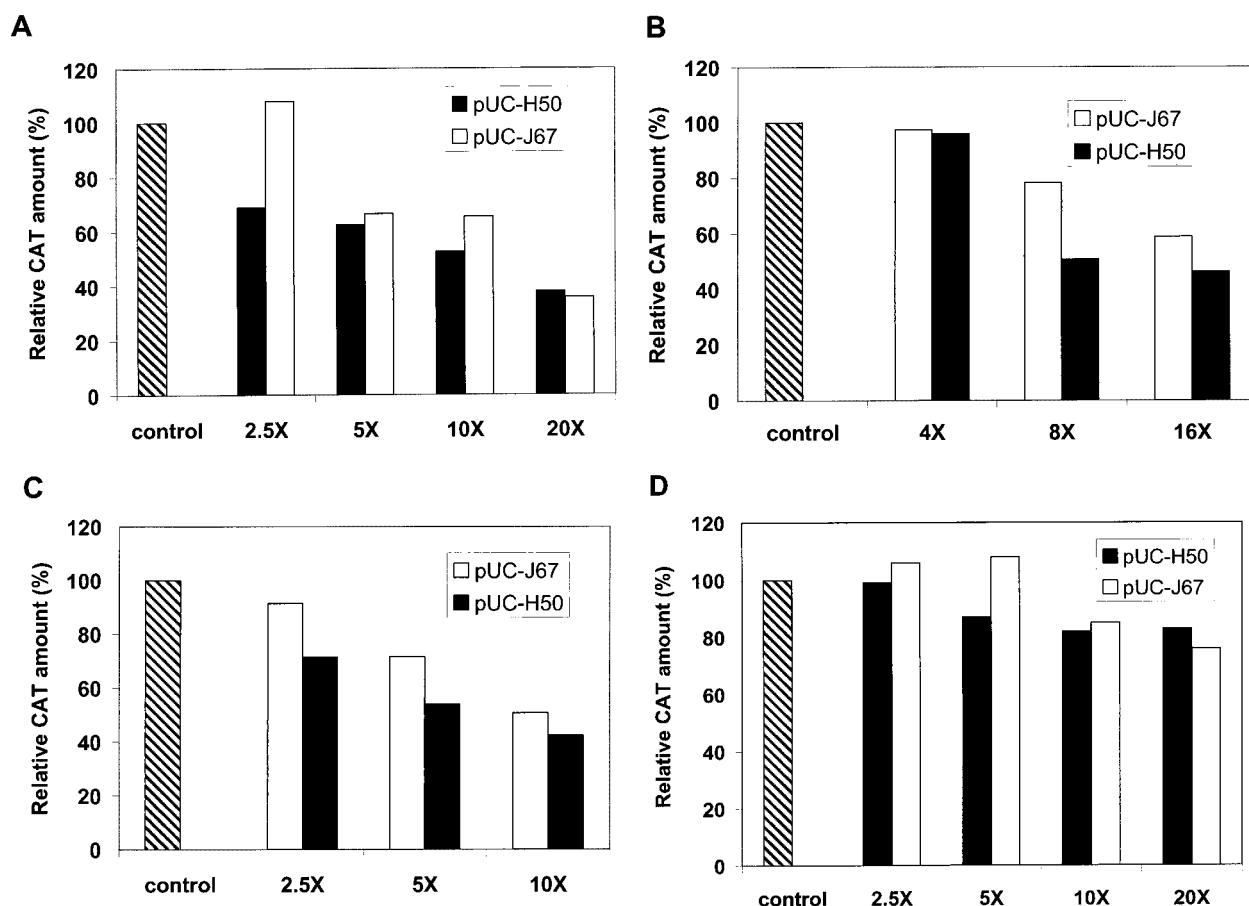 A
Relative CAT amount (%)
120
100
80
60
40
20
0
pUC-H50
pUC-J67
control 2.5X 5X 10X 20X
B
Relative CAT amount (%)
120
100
80
60
40
20
0
pUC-J67
pUC-H50
control 4X 8X 16X
C
Relative CAT amount (%)
120
100
80
60
40
20
0
pUC-J67
pUC-H50
control 2.5X 5X 10X
D
Relative CAT amount (%)
120
100
80
60
40
20
0
pUC-H50
pUC-J67
control 2.5X 5X 10X 20X